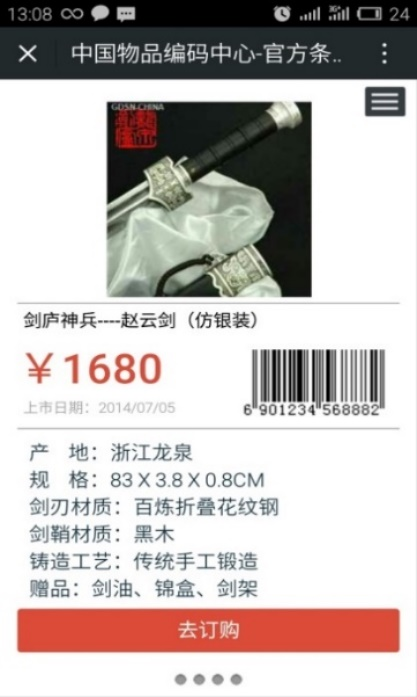 13:08 3G 24
中国物品编码中心-官方条..
GDSN-CHINA
剑庐神兵----赵云剑（仿银装）
￥1680
上市日期：2014/07/05
6 901234 568882
产 地：浙江龙泉
规 格：83X3.8X0.8CM
剑刃材质：百炼折叠花纹钢
剑鞘材质：黑木
铸造工艺：传统手工锻造
赠品：剑油、锦盒、剑架
去订购